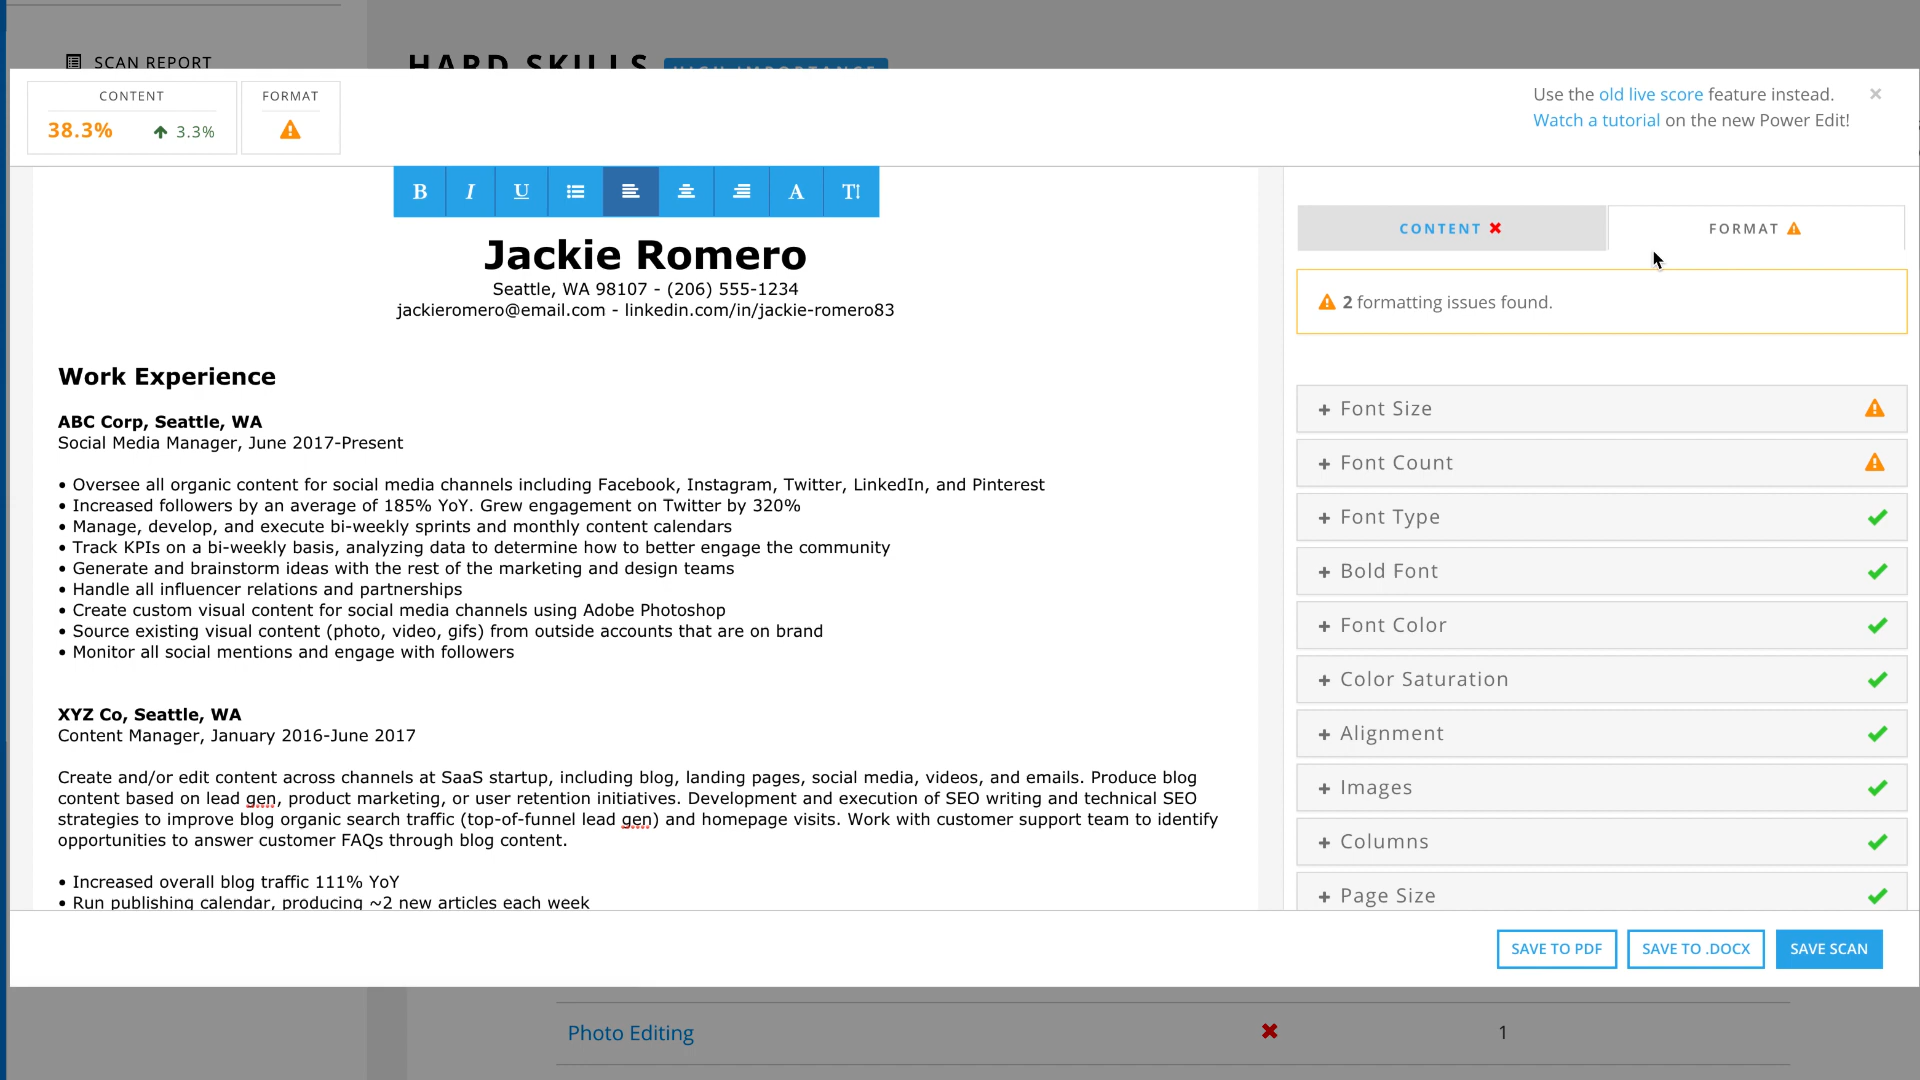 SCAN REPORT
HARD SKILLS HIGH IMPORTANCE
CONTENT
38.3% 3.3%
FORMAT
Use the old live score feature instead.
Watch a tutorial on the new Power Edit!
B I U A T
Jackie Romero
Seattle, WA 98107 - (206) 555-1234
jackieromero@email.com - linkedin.com/in/jackie-romero83
Work Experience
ABC Corp, Seattle, WA
Social Media Manager, June 2017-Present
• Oversee all organic content for social media channels including Facebook, Instagram, Twitter, LinkedIn, and Pinterest
• Increased followers by an average of 185% YoY. Grew engagement on Twitter by 320%
• Manage, develop, and execute bi-weekly sprints and monthly content calendars
• Track KPIs on a bi-weekly basis, analyzing data to determine how to better engage the community
• Generate and brainstorm ideas with the rest of the marketing and design teams
• Handle all influencer relations and partnerships
• Create custom visual content for social media channels using Adobe Photoshop
• Source existing visual content (photo, video, gifs) from outside accounts that are on brand
• Monitor all social mentions and engage with followers
XYZ Co, Seattle, WA
Content Manager, January 2016-June 2017
Create and/or edit content across channels at SaaS startup, including blog, landing pages, social media, videos, and emails. Produce blog
content based on lead gen, product marketing, or user retention initiatives. Development and execution of SEO writing and technical SEO
strategies to improve blog organic search traffic (top-of-funnel lead gen) and homepage visits. Work with customer support team to identify
opportunities to answer customer FAQs through blog content.
• Increased overall blog traffic 111% YoY
• Run publishing calendar, producing ~2 new articles each week
CONTENT
FORMAT
2 formatting issues found.
Font Size
Font Count
Font Type
Bold Font
Font Color
Color Saturation
Alignment
Images
Columns
Page Size
SAVE TO PDF
SAVE TO .DOCX
SAVE SCAN
Photo Editing 1